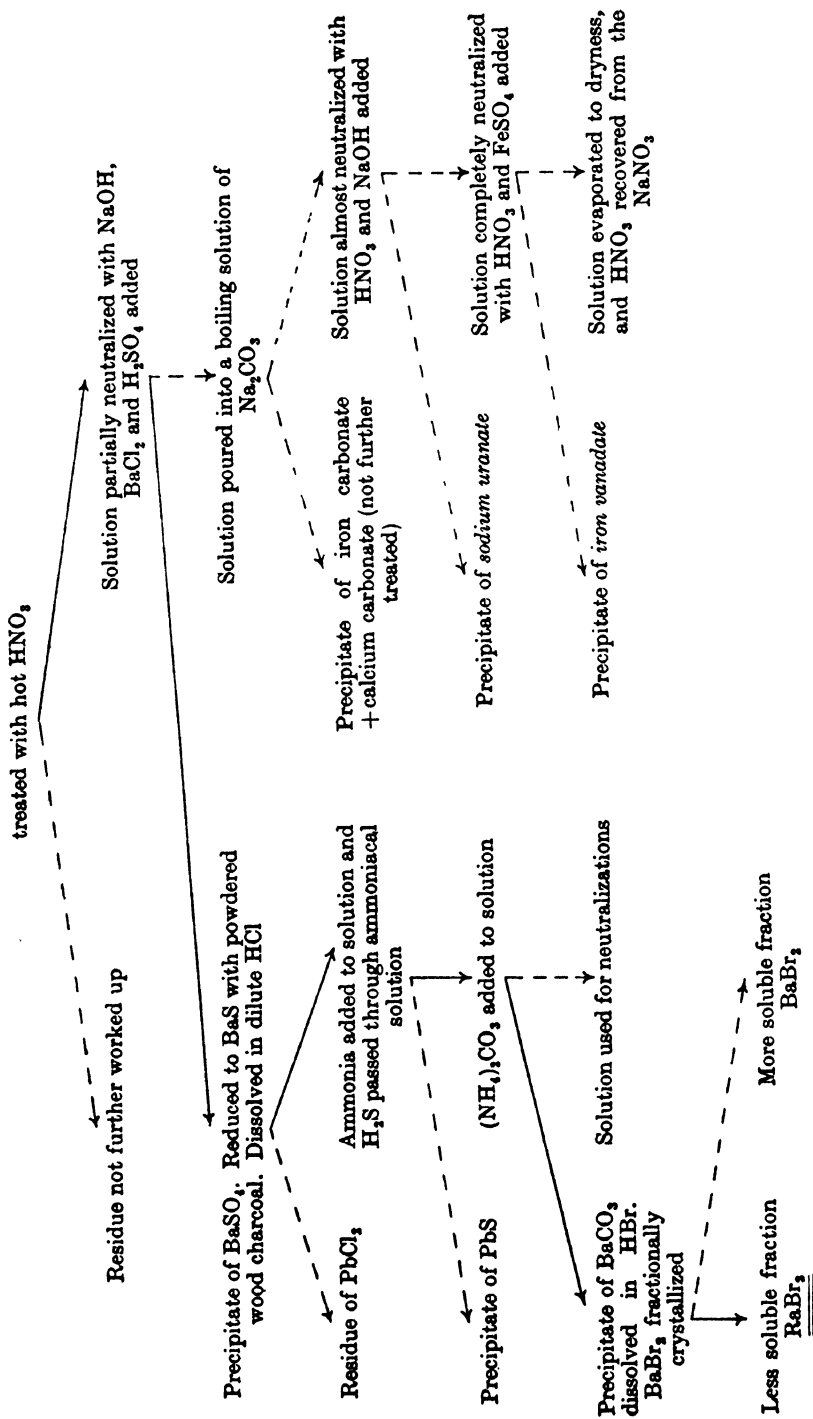 treated with hot HNO₃
Residue not further worked up
Solution partially neutralized with NaOH,
BaCl₂ and H₂SO₄ added
Precipitate of BaSO₄. Reduced to BaS with powdered
wood charcoal. Dissolved in dilute HCl
Solution poured into a boiling solution of
Na₂CO₃
Residue of PbCl₂
Ammonia added to solution and
H₂S passed through ammoniacal
solution
Precipitate of iron carbonate
+calcium carbonate (not further
treated)
Solution almost neutralized with
HNO₃ and NaOH added
Precipitate of PbS
(NH₄)₂CO₃ added to solution
Precipitate of sodium uranate
Solution completely neutralized
with HNO₃ and FeSO₄ added
Precipitate of BaCO₃
dissolved in HBr.
BaBr₂ fractionally
crystallized
Solution used for neutralizations
Precipitate of iron vanadate
Solution evaporated to dryness,
and HNO₃ recovered from the
NaNO₃
Less soluble fraction
RaBr₂
More soluble fraction
BaBr₂